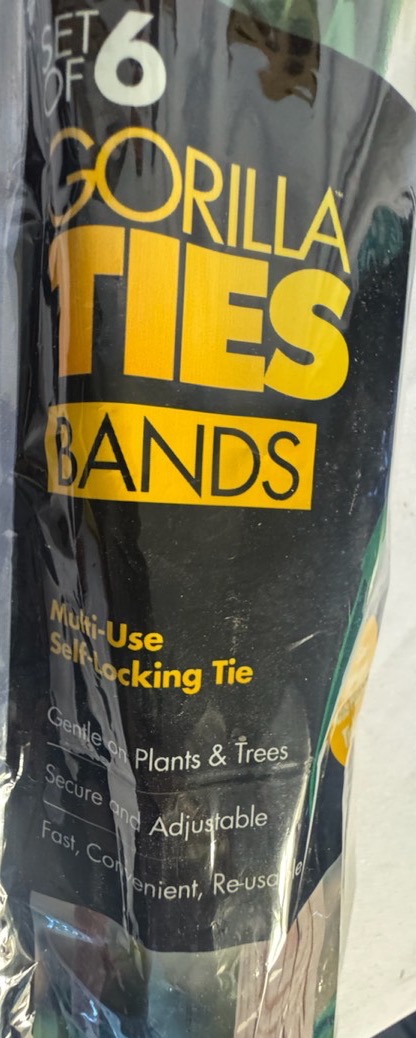 SET
OF 6
GORILLA™
TIES
BANDS
Multi-Use
Self-Locking Tie
Gentle on Plants & Trees
Secure and Adjustable
Fast, Convenient, Re-usable